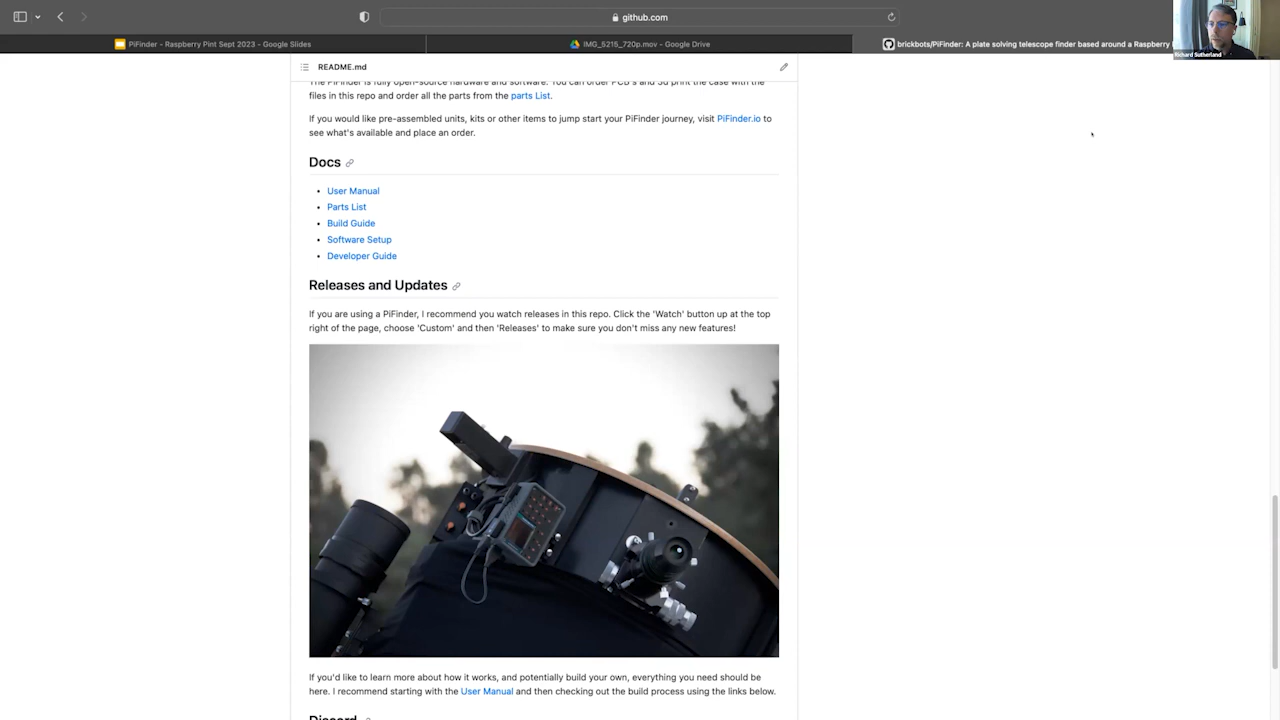 github.com
PiFinder - Raspberry Pint Sept 2023 - Google Slides
IMG_5215_720p.mov - Google Drive
brickbots/PiFinder: A plate solving telescope finder based around a Raspberry
Richard Sutherland
README.md
The PiFinder is fully open-source hardware and software. You can order PCB's and 3d print the case with the
files in this repo and order all the parts from the parts List.
If you would like pre-assembled units, kits or other items to jump start your PiFinder journey, visit PiFinder.io to
see what's available and place an order.
Docs
• User Manual
• Parts List
• Build Guide
• Software Setup
• Developer Guide
Releases and Updates
If you are using a PiFinder, I recommend you watch releases in this repo. Click the 'Watch' button up at the top
right of the page, choose 'Custom' and then 'Releases' to make sure you don't miss any new features!
If you'd like to learn more about how it works, and potentially build your own, everything you need should be
here. I recommend starting with the User Manual and then checking out the build process using the links below.
Discord